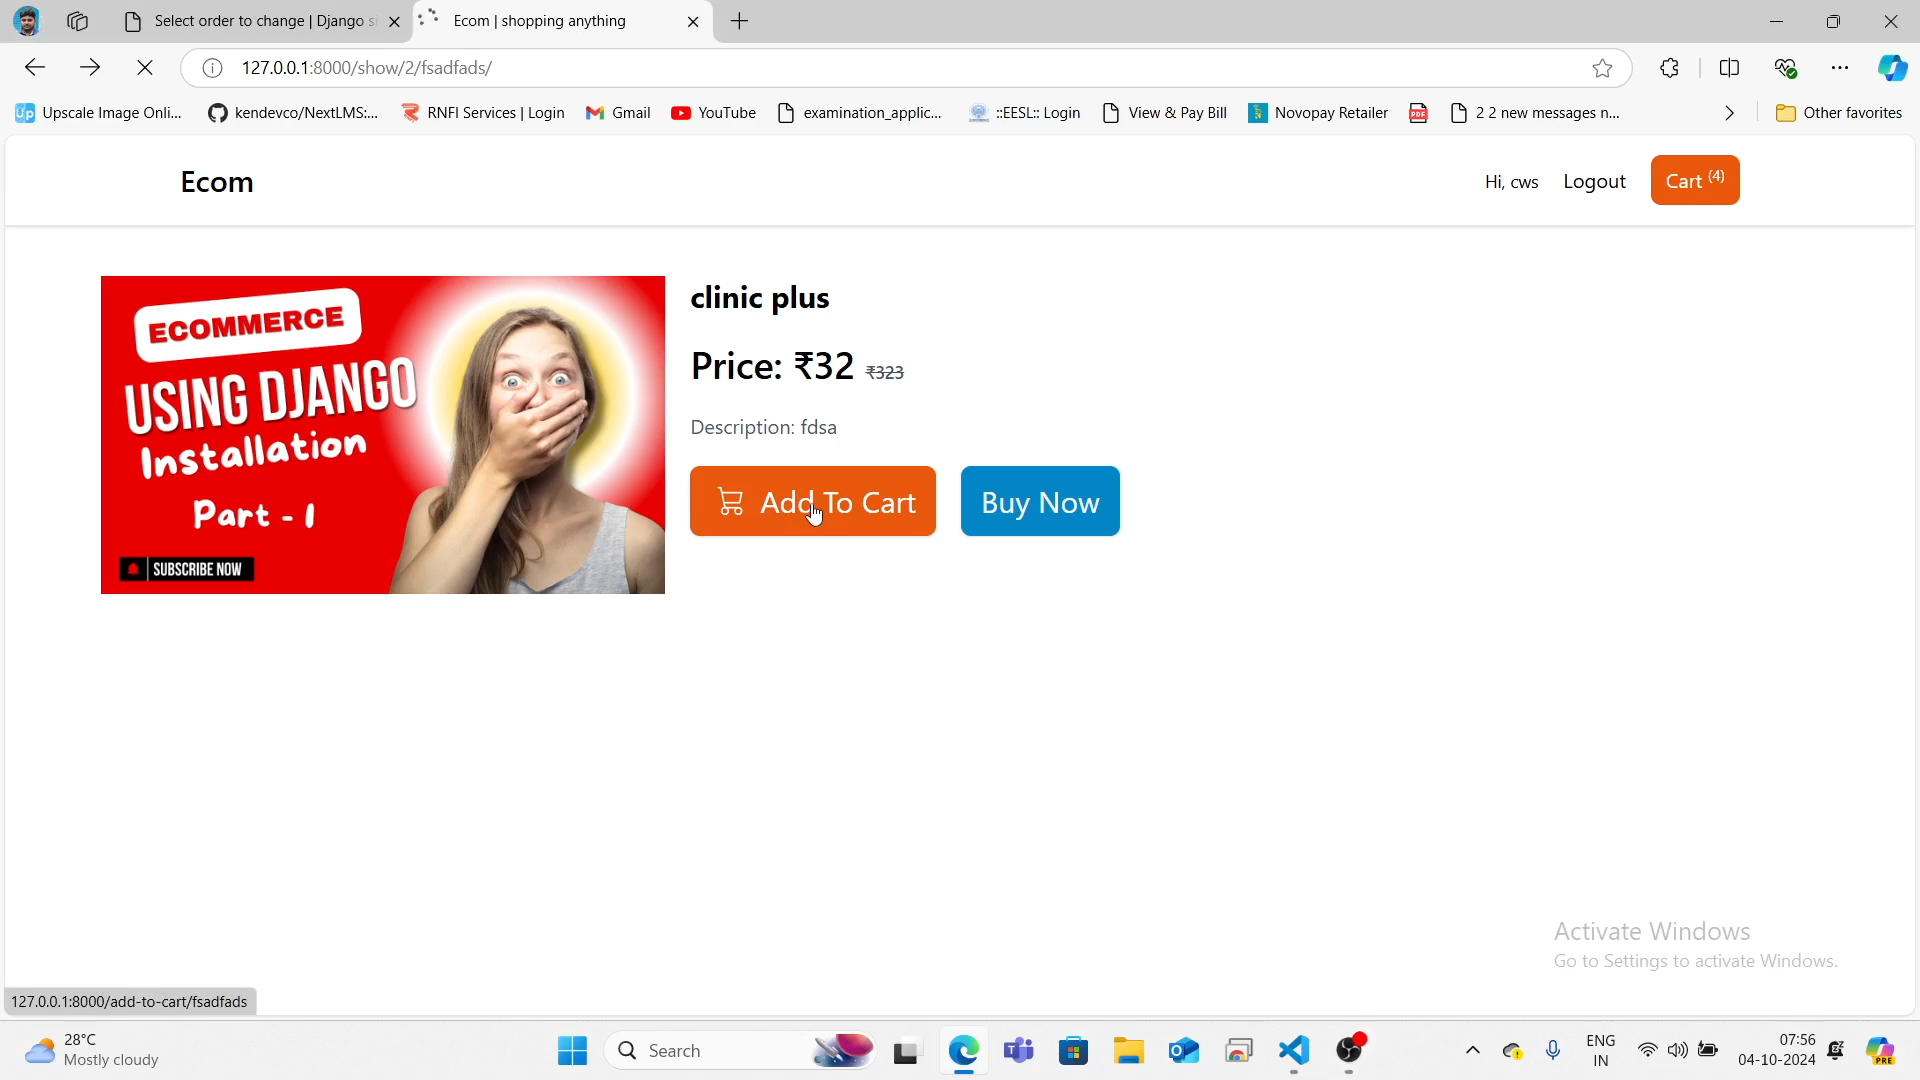 Select order to change | Django s
Ecom | shopping anything
127.0.0.1:8000/show/2/fsadfads/
Upscale Image Onli...
kendevco/NextLMS:...
RNFI Services | Login
Gmail
YouTube
examination_applic...
::EESL:: Login
View & Pay Bill
Novopay Retailer
PDF
2 2 new messages n...
Other favorites
Ecom
Hi, cws
Logout
Cart (4)
ECOMMERCE
USING DJANGO
Installation
Part - 1
SUBSCRIBE NOW
clinic plus
Price: ₹32 ₹323
Description: fdsa
Add To Cart
Buy Now
Activate Windows
Go to Settings to activate Windows.
127.0.0.1:8000/add-to-cart/fsadfads
28°C
Mostly cloudy
Search
ENG
IN
07:56
04-10-2024
PRE